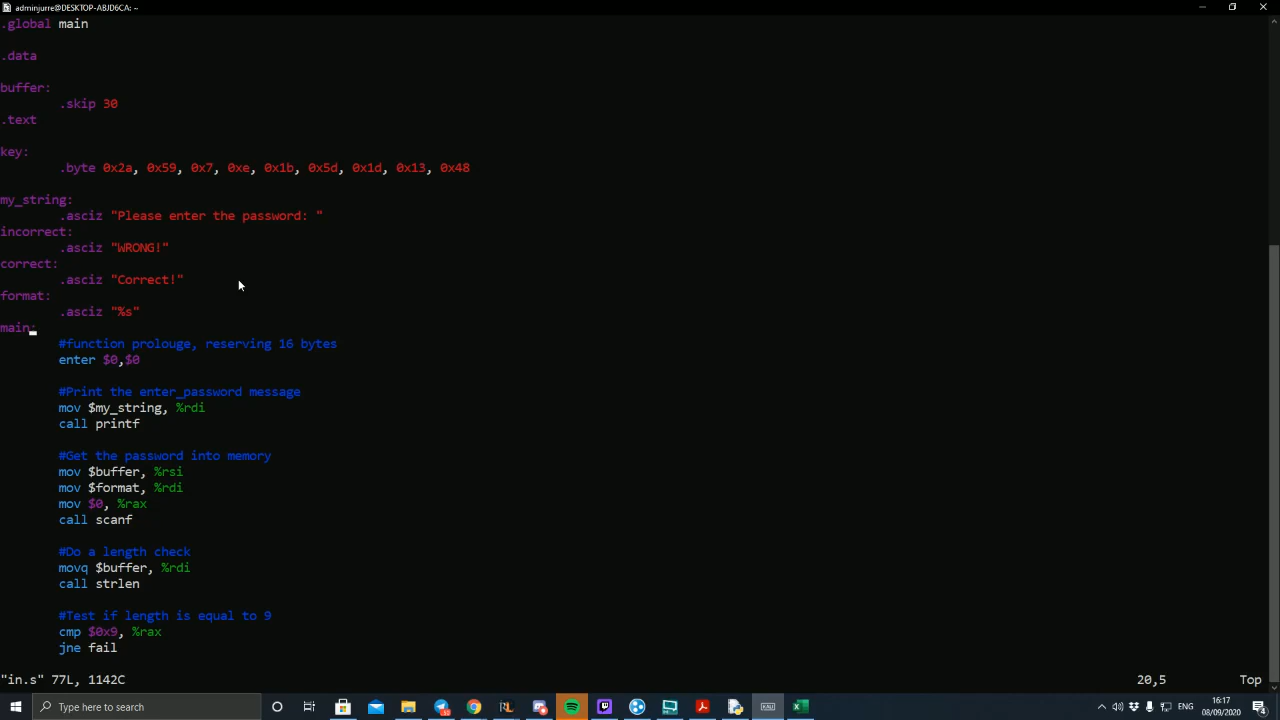 adminjurre@DESKTOP-ABJD6CA: ~
.global main
.data
buffer:
.skip 30
.text
key:
.byte 0x2a, 0x59, 0x7, 0xe, 0x1b, 0x5d, 0x1d, 0x13, 0x48
my_string:
.asciz "Please enter the password: "
incorrect:
.asciz "WRONG!"
correct:
.asciz "Correct!"
format:
.asciz "%s"
main:
#function prolouge, reserving 16 bytes
enter $0,$0
#Print the enter_password message
mov $my_string, %rdi
call printf
#Get the password into memory
mov $buffer, %rsi
mov $format, %rdi
mov $0, %rax
call scanf
#Do a length check
movq $buffer, %rdi
call strlen
#Test if length is equal to 9
cmp $0x9, %rax
jne fail
"in.s" 77L, 1142C 20,5 Top
Type here to search
ENG
16:17
08/09/2020